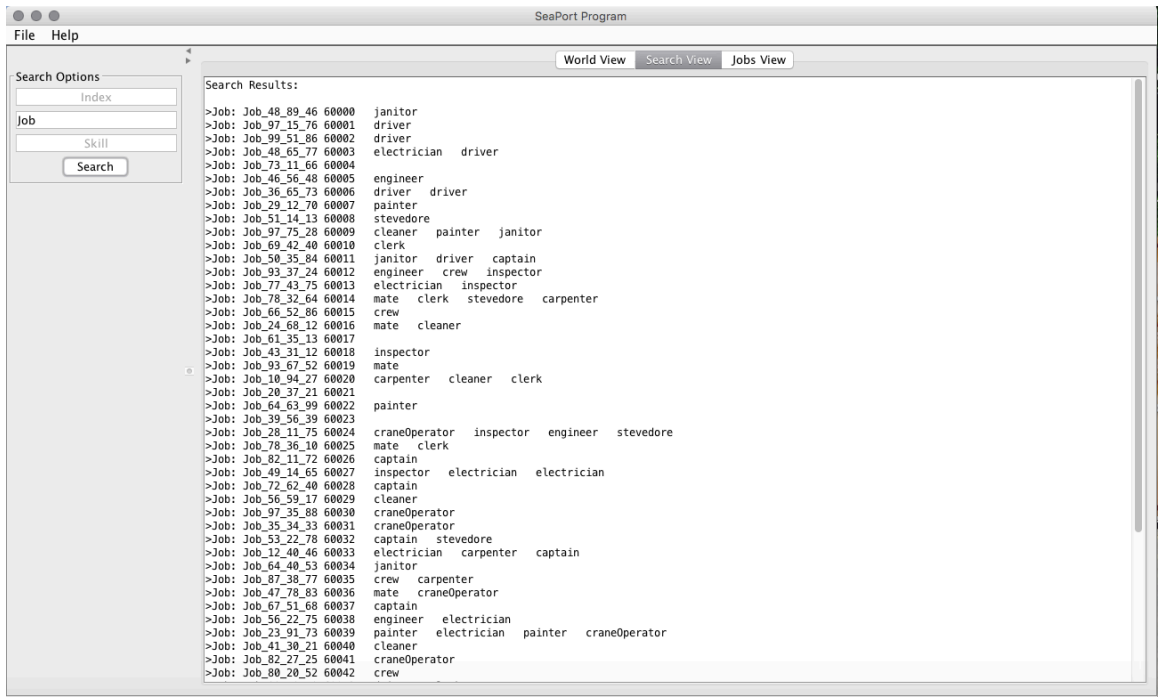 SeaPort Program
File Help
World View Search View Jobs View
Search Options
Index
Job
Skill
Search
Search Results:
>Job: Job_48_89_46 60000 janitor
>Job: Job_97_15_76 60001 driver
>Job: Job_99_51_86 60002 driver
>Job: Job_48_65_77 60003 electrician driver
>Job: Job_73_11_66 60004
>Job: Job_46_56_48 60005 engineer
>Job: Job_36_65_73 60006 driver driver
>Job: Job_29_12_70 60007 painter
>Job: Job_51_14_13 60008 stevedore
>Job: Job_97_75_28 60009 cleaner painter janitor
>Job: Job_69_42_40 60010 clerk
>Job: Job_50_35_84 60011 janitor driver captain
>Job: Job_93_37_24 60012 engineer crew inspector
>Job: Job_77_43_75 60013 electrician inspector
>Job: Job_78_32_64 60014 mate clerk stevedore carpenter
>Job: Job_66_52_86 60015 crew
>Job: Job_24_68_12 60016 mate cleaner
>Job: Job_61_35_13 60017
>Job: Job_43_31_12 60018 inspector
>Job: Job_93_67_52 60019 mate
>Job: Job_10_94_27 60020 carpenter cleaner clerk
>Job: Job_20_37_21 60021
>Job: Job_64_63_99 60022 painter
>Job: Job_39_56_39 60023
>Job: Job_28_11_75 60024 craneOperator inspector engineer stevedore
>Job: Job_78_36_10 60025 mate clerk
>Job: Job_82_11_72 60026 captain
>Job: Job_49_14_65 60027 inspector electrician electrician
>Job: Job_72_62_40 60028 captain
>Job: Job_56_59_17 60029 cleaner
>Job: Job_97_35_88 60030 craneOperator
>Job: Job_35_34_33 60031 craneOperator
>Job: Job_53_22_78 60032 captain stevedore
>Job: Job_12_40_46 60033 electrician carpenter captain
>Job: Job_64_40_53 60034 janitor
>Job: Job_87_38_77 60035 crew carpenter
>Job: Job_47_78_83 60036 mate craneOperator
>Job: Job_67_51_68 60037 captain
>Job: Job_56_22_75 60038 engineer electrician
>Job: Job_23_91_73 60039 painter electrician painter craneOperator
>Job: Job_41_30_21 60040 cleaner
>Job: Job_82_27_25 60041 craneOperator
>Job: Job_80_20_52 60042 crew